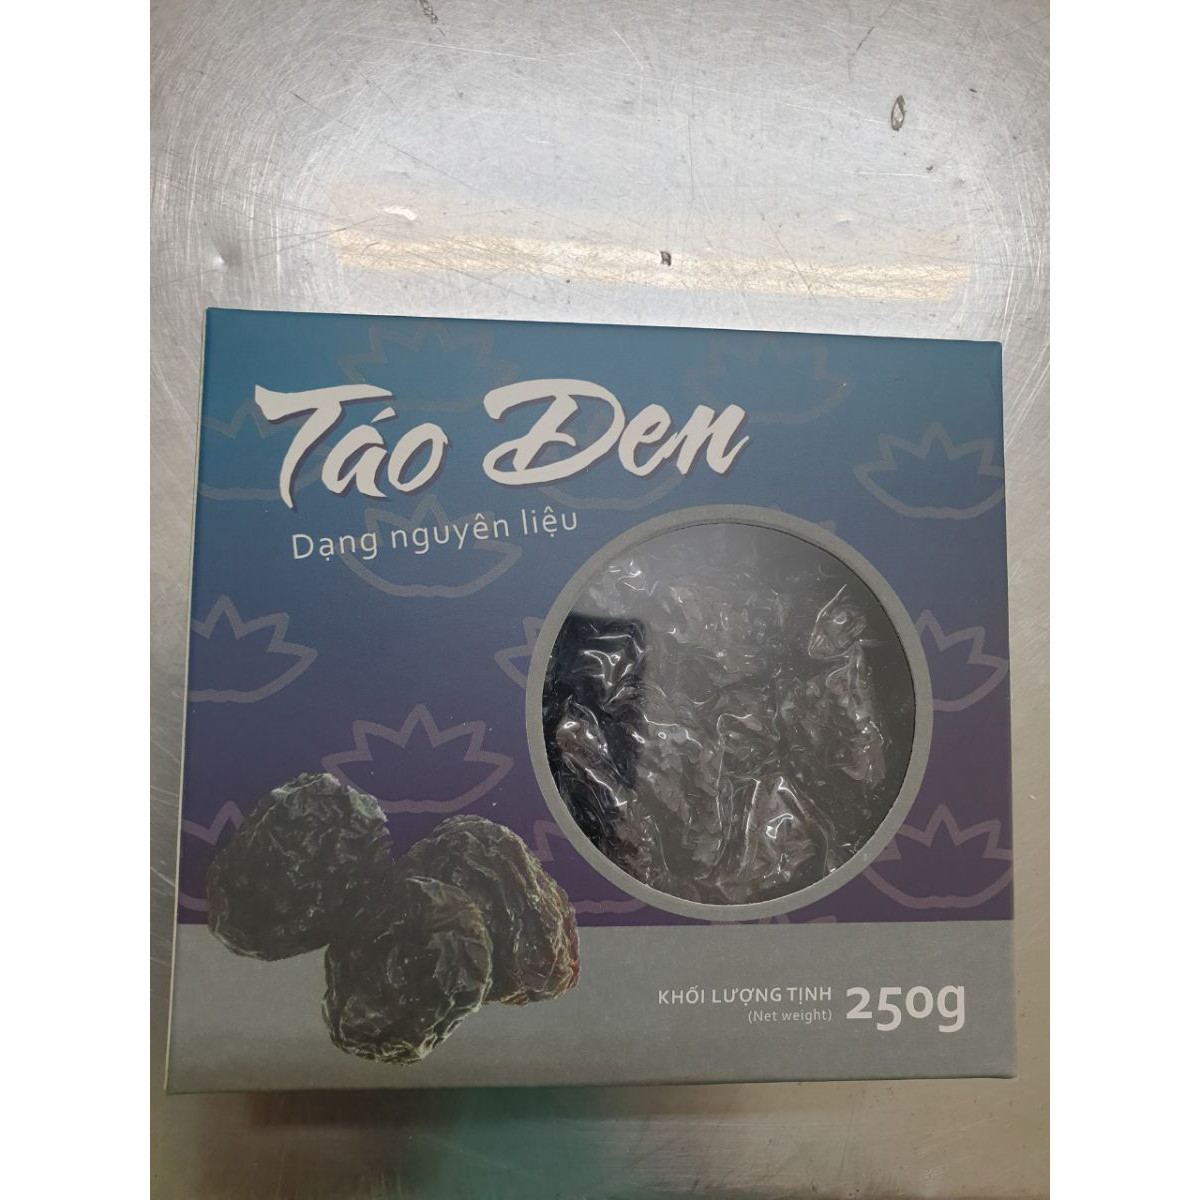 Táo Đen
Dạng nguyên liệu
KHỐI LƯỢNG TỊNH
(Net weight)
250g